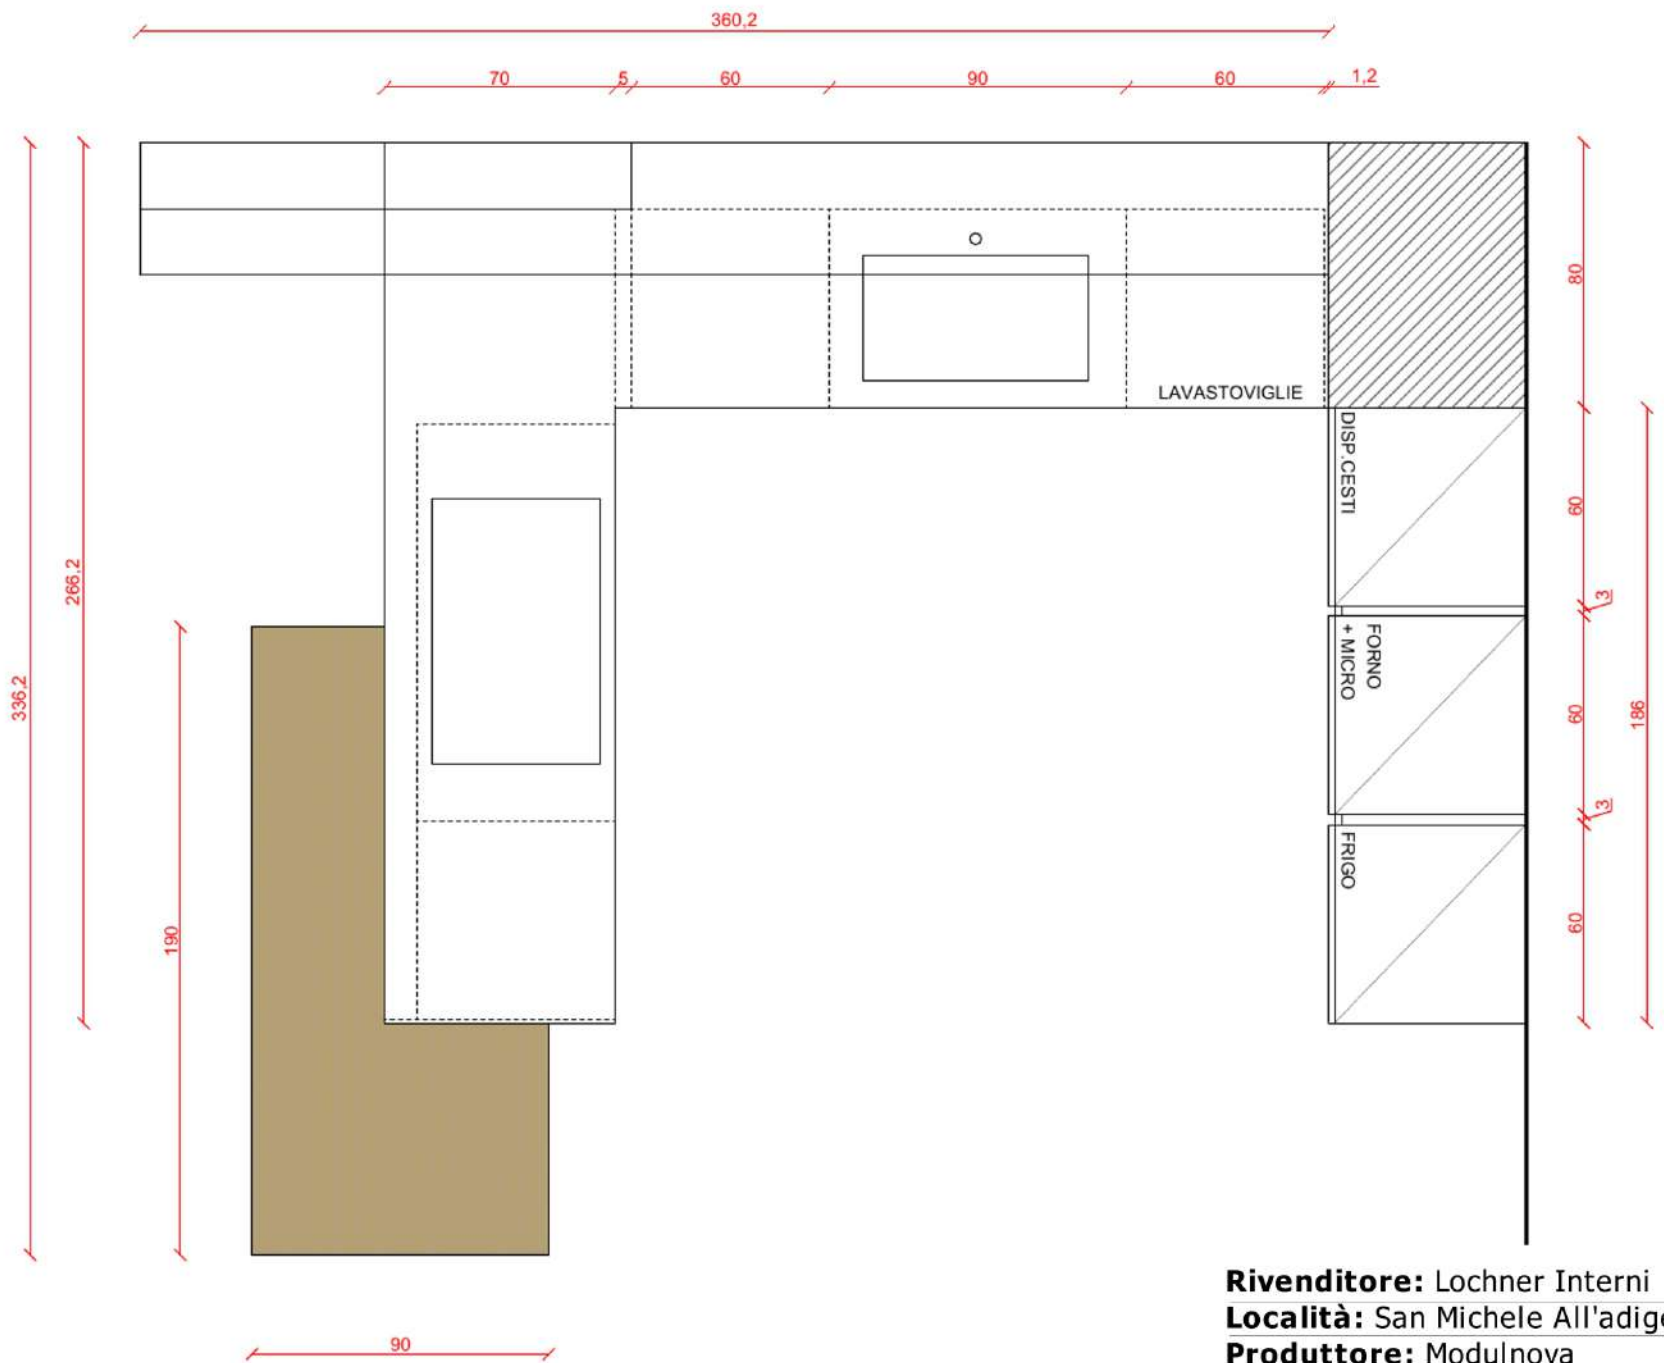 360,2
70 5 60 90 60 1,2
80
LAVASTOVIGLIE
DISP.CESTI
60
266,2
3
FORNO
+ MICRO
336,2
60
186
3
FRIGO
190
60
Rivenditore: Lochner Interni
Località: San Michele All'adige
90
Produttore: Modulnova